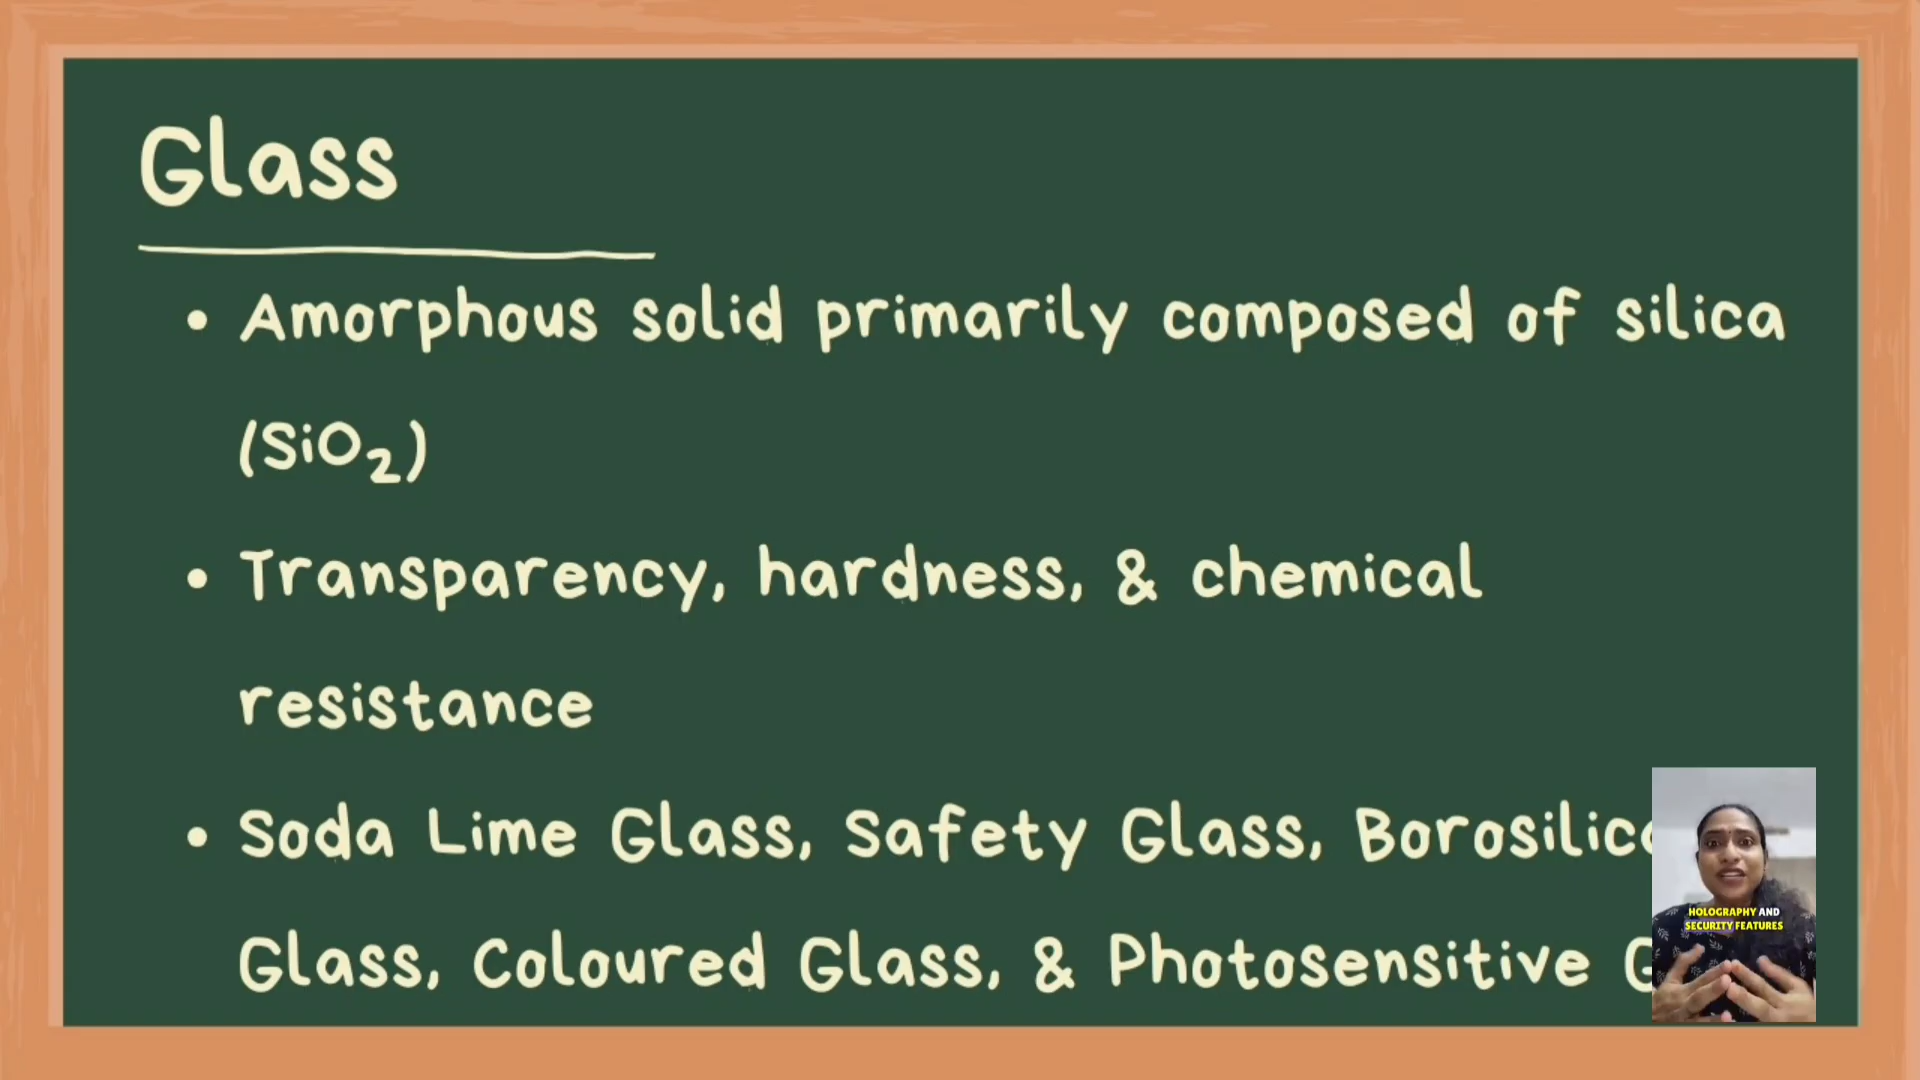 Glass
• Amorphous solid primarily composed of silica
(SiO₂)
• Transparency, hardness, & chemical
resistance
• Soda Lime Glass, Safety Glass,
Glass, Coloured Glass, & Photosensitive
HOLOGRAPHY AND
SECURITY FEATURES